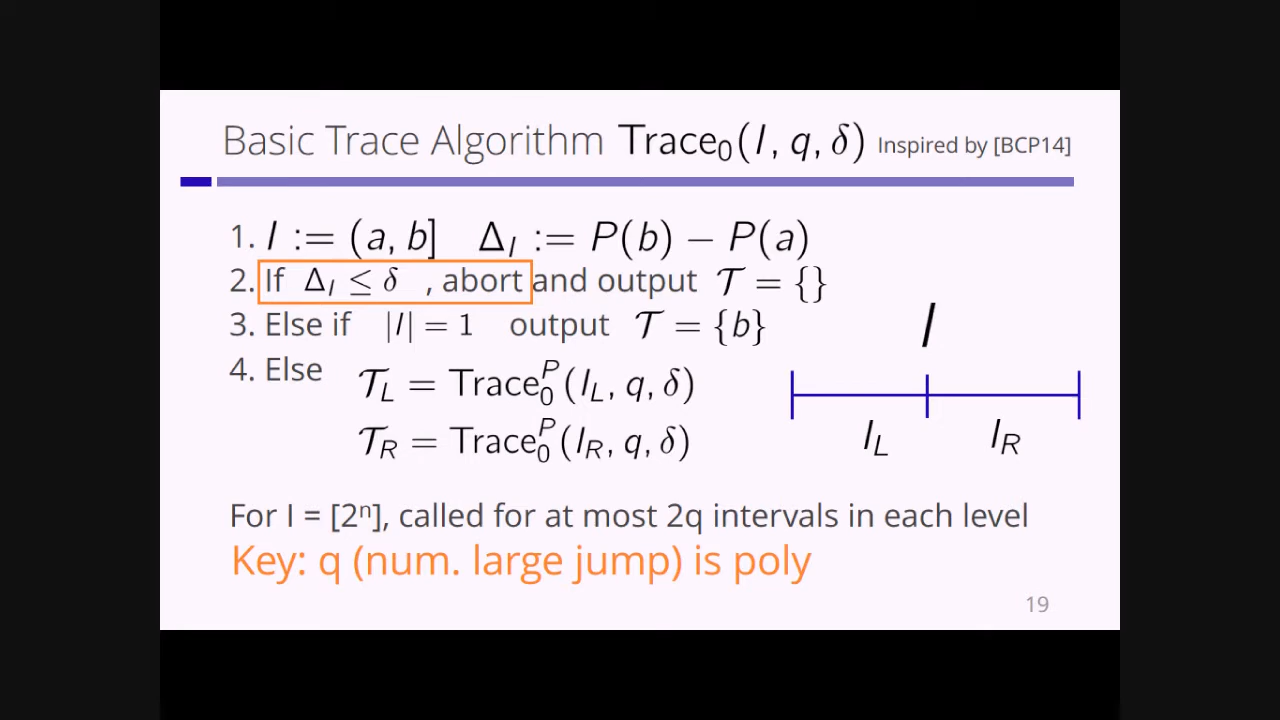 Basic Trace Algorithm Trace₀(I, q, δ) Inspired by [BCP14]
1. I := (a, b] Δ_I := P(b) − P(a)
2. If Δ_I ≤ δ , abort and output 𝒯 = {}
3. Else if |I| = 1 output 𝒯 = {b}
4. Else
𝒯_L = Trace₀^P(I_L, q, δ)
𝒯_R = Trace₀^P(I_R, q, δ)
I
I_L I_R
For I = [2ⁿ], called for at most 2q intervals in each level
Key: q (num. large jump) is poly
19